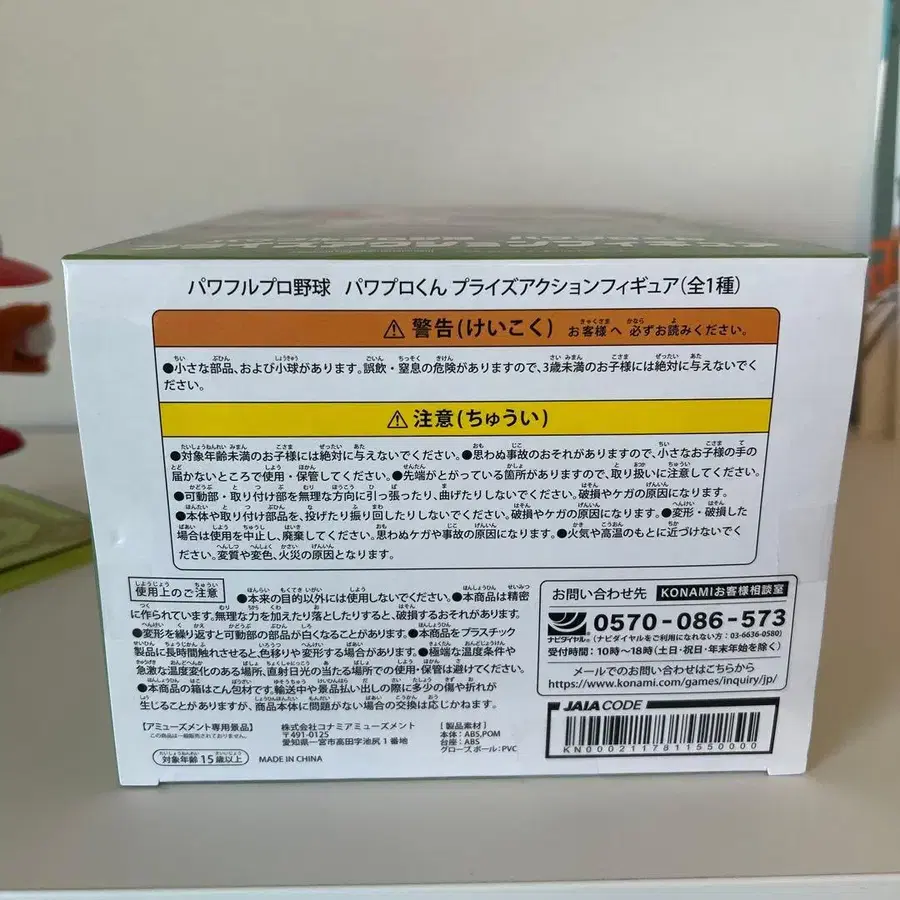 パワフルプロ野球 パワプロくん プライズアクションフィギュア(全1種)
⚠警告(けいこく) お客様へ 必ずお読みください。
●小さな部品、および小球があります。誤飲・窒息の危険がありますので、3歳未満のお子様には絶対に与えないでく
ださい。
⚠注意(ちゅうい)
●対象年齢未満のお子様には絶対に与えないでください。●思わぬ事故のおそれがありますので、小さなお子様の手の
届かないところで使用・保管してください。●先端がとがっている箇所がありますので、取り扱いに注意してください。
●可動部・取り付け部を無理な方向に引っ張ったり、曲げたりしないでください。破損やケガの原因になります。
●本体や取り付け部品を、投げたり振り回したりしないでください。破損やケガの原因になります。●変形・破損した
場合は使用を中止し、廃棄してください。思わぬケガや事故の原因になります。●火気や高温のもとに近づけないでく
ださい。変質や変色、火災の原因となります。
使用上のご注意
●本来の目的以外には使用しないでください。●本商品は精密
に作られています。無理な力を加えたり落としたりすると、破損するおそれがあります。
●変形を繰り返すと可動部の部品が白くなることがあります。●本商品をプラスチック
製品に長時間触れさせると、色移りや変形する場合があります。●極端な温度条件や
急激な温度変化のある場所、直射日光の当たる場所での使用・保管は避けてください。
●本商品の箱はこん包材です。輸送中や景品払い出しの際に多少の傷や折れが
生じることがありますが、商品本体に問題がない場合の交換は応じかねます。
お問い合わせ先 KONAMIお客様相談室
ナビダイヤル® 0570-086-573
(ナビダイヤルをご利用になれない方：03-6636-0580)
受付時間：10時〜18時(土日・祝日・年末年始を除く)
メールでのお問い合わせはこちらから
https://www.konami.com/games/inquiry/jp/
【アミューズメント専用景品】
この商品は一般販売されておりません。
対象年齢15歳以上
株式会社コナミアミューズメント
〒491-0125
愛知県一宮市高田字池尻1番地
MADE IN CHINA
【製品素材】
本体：ABS,POM
台座：ABS
グローブ ボール：PVC
JAIA CODE
KN00021178115500​00